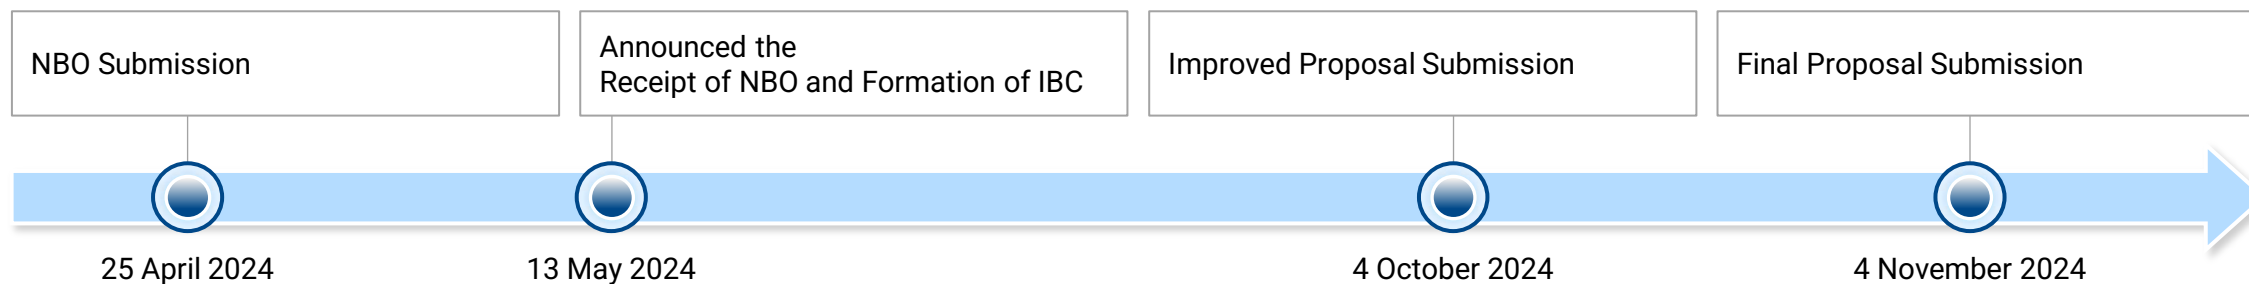 NBO Submission
Announced the
Receipt of NBO and Formation of IBC
Improved Proposal Submission
Final Proposal Submission
25 April 2024
13 May 2024
4 October 2024
4 November 2024